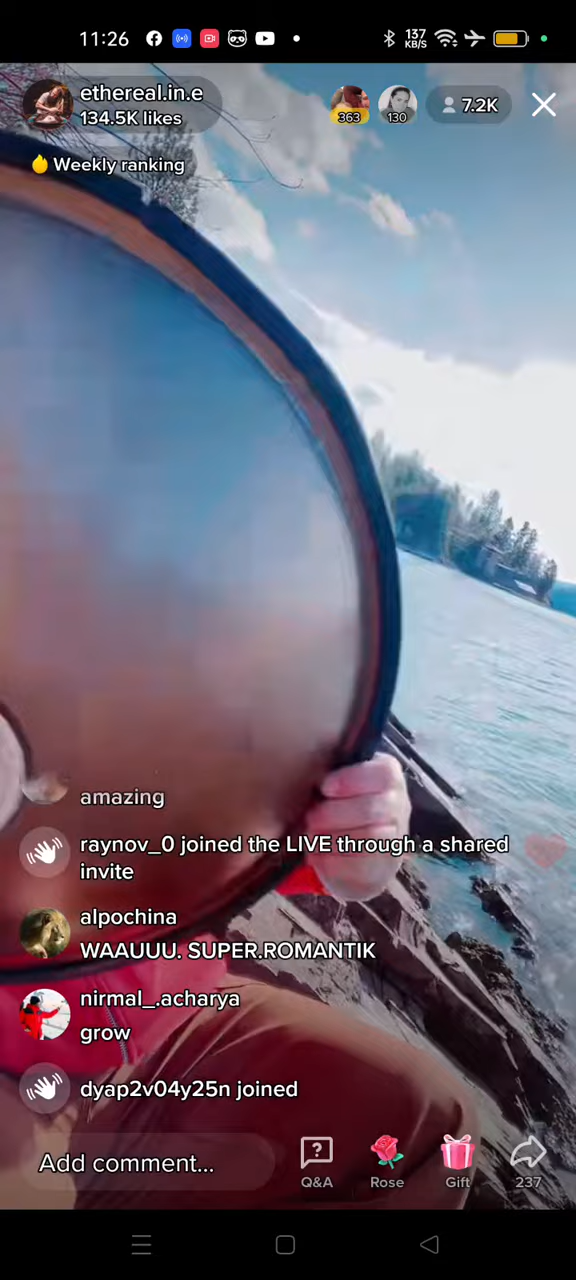 11:26
137
KB/S
ethereal.in.e
134.5K likes
363
130
7.2K
Weekly ranking
amazing
raynov_0 joined the LIVE through a shared
invite
alpochina
WAAUUU. SUPER.ROMANTIK
nirmal_.acharya
grow
dyap2v04y25n joined
Add comment...
Q&A
Rose
Gift
237